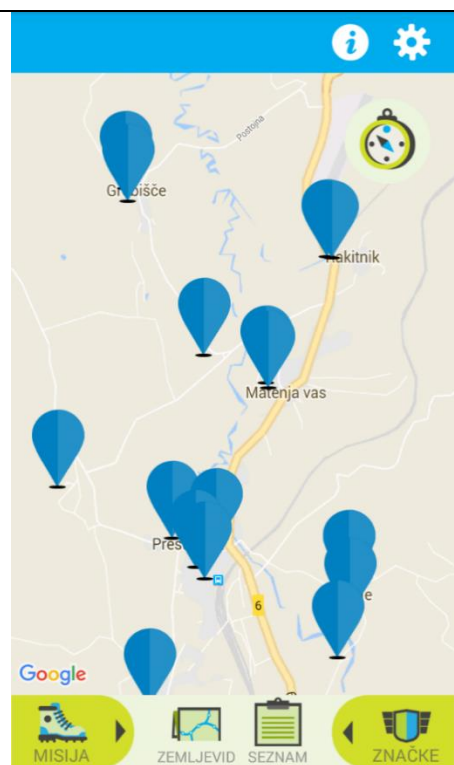 Postojna
Matenja vas
6
Google
MISIJA
ZEMLJEVID
SEZNAM
ZNAČKE